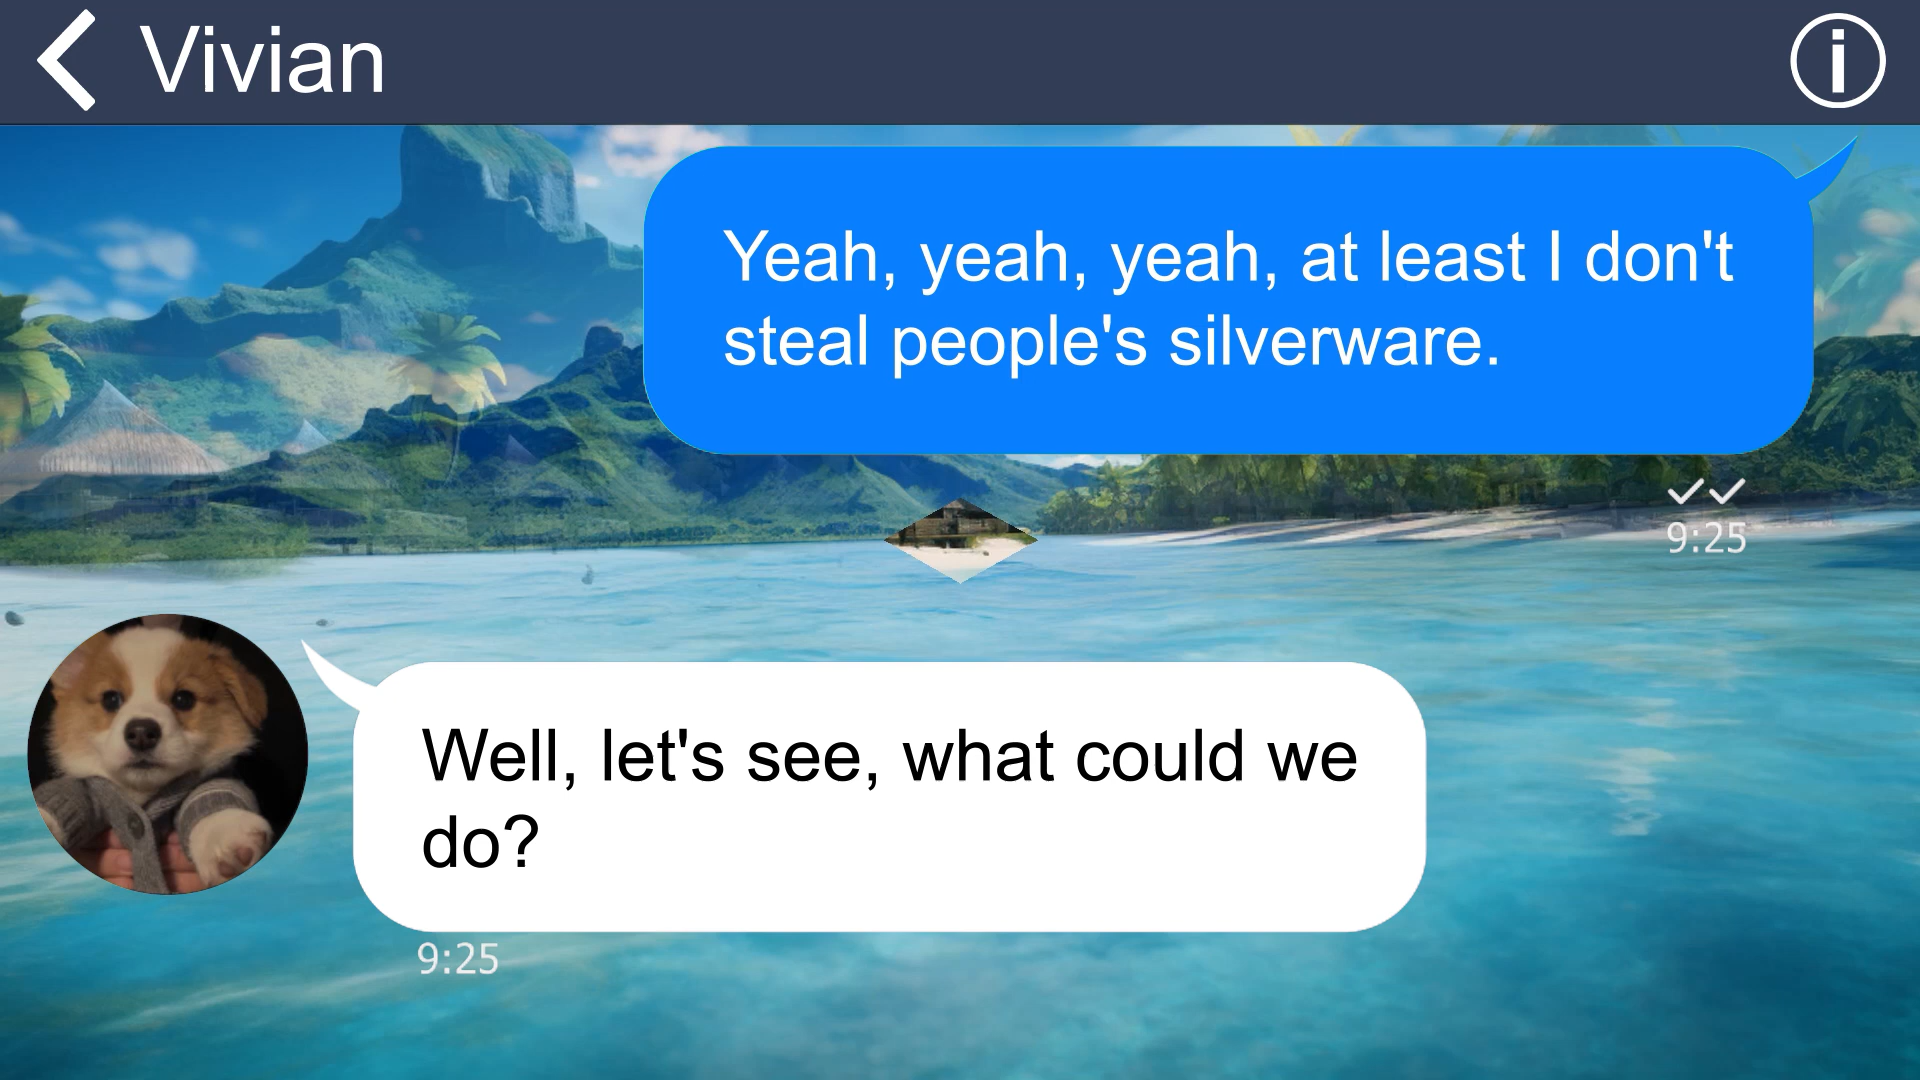 Vivian
Yeah, yeah, yeah, at least I don't
steal people's silverware.
9:25
Well, let's see, what could we
do?
9:25